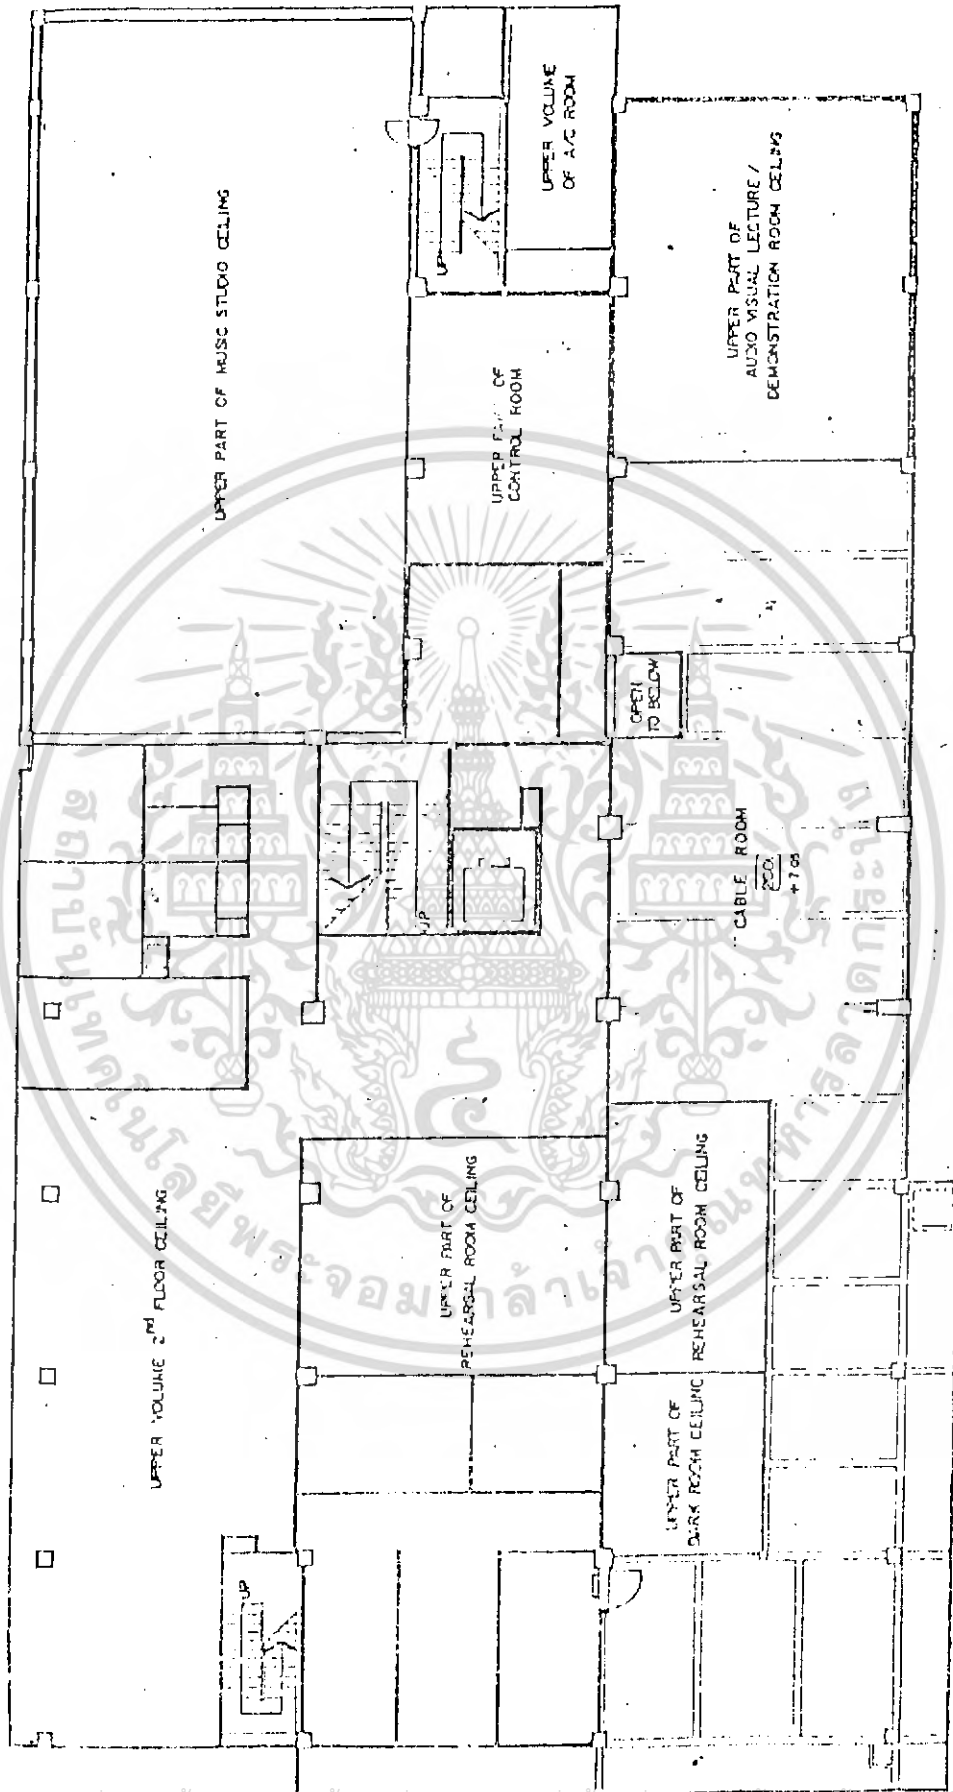 UPPER VOLUME 2nd FLOOR CEILING
UPPER PART OF MUSIC STUDIO CEILING
UP
UPPER PART OF
REHEARSAL ROOM CEILING
UP
UPPER PART OF
CONTROL ROOM
UP
UPPER VOLUME
OF A/C ROOM
UPPER PART OF
DARK ROOM CEILING
UPPER PART OF
REHEARSAL ROOM CEILING
CABLE ROOM
OPEN
TO BELOW
UPPER PART OF
AUDIO VISUAL LECTURE /
DEMONSTRATION ROOM CEILING